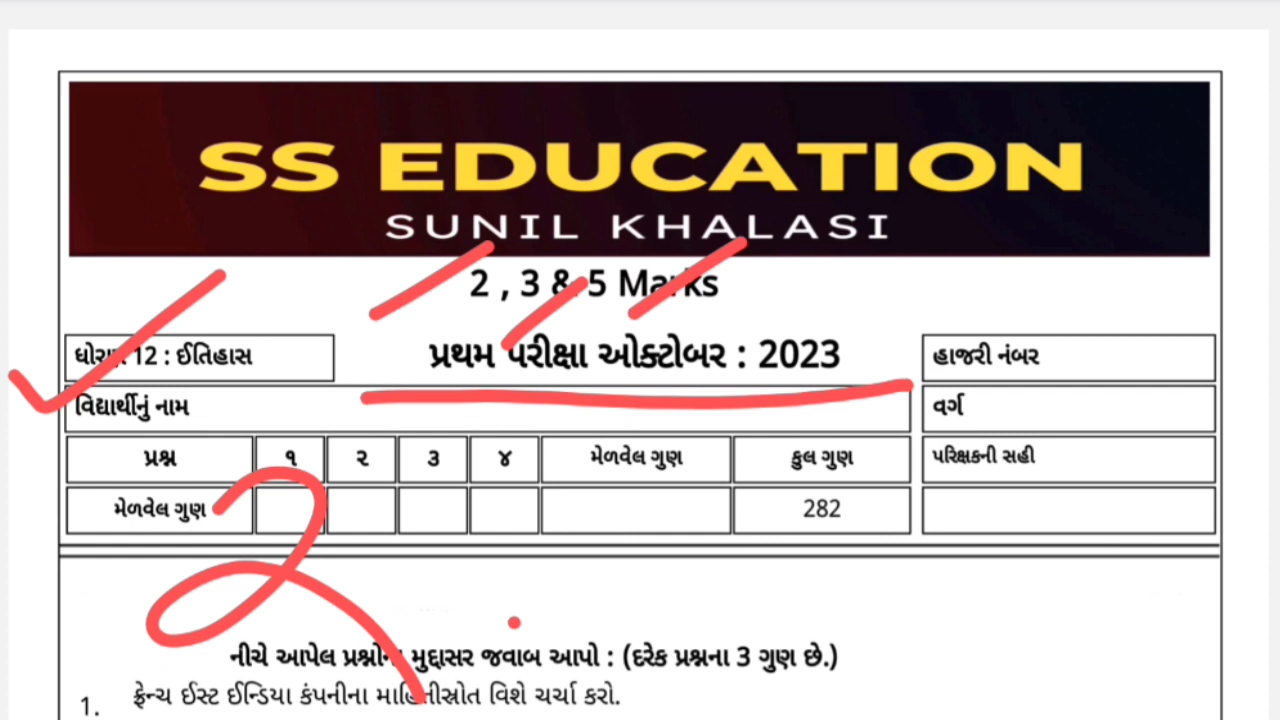 SS EDUCATION
SUNIL KHALASI
2 , 3 & 5 Marks
ધોરણ 12 : ઈતિહાસ
પ્રથમ પરીક્ષા ઓક્ટોબર : 2023
હાજરી નંબર
વિદ્યાર્થીનું નામ
વર્ગ
પ્રશ્ન ૧ ૨ ૩ ૪ મેળવેલ ગુણ કુલ ગુણ પરિક્ષકની સહી
મેળવેલ ગુણ 282
2
નીચે આપેલ પ્રશ્નોના મુદ્દાસર જવાબ આપો : (દરેક પ્રશ્નના 3 ગુણ છે.)
1. ફ્રેન્ચ ઈસ્ટ ઈન્ડિયા કંપનીના માહિતીસ્રોત વિશે ચર્ચા કરો.